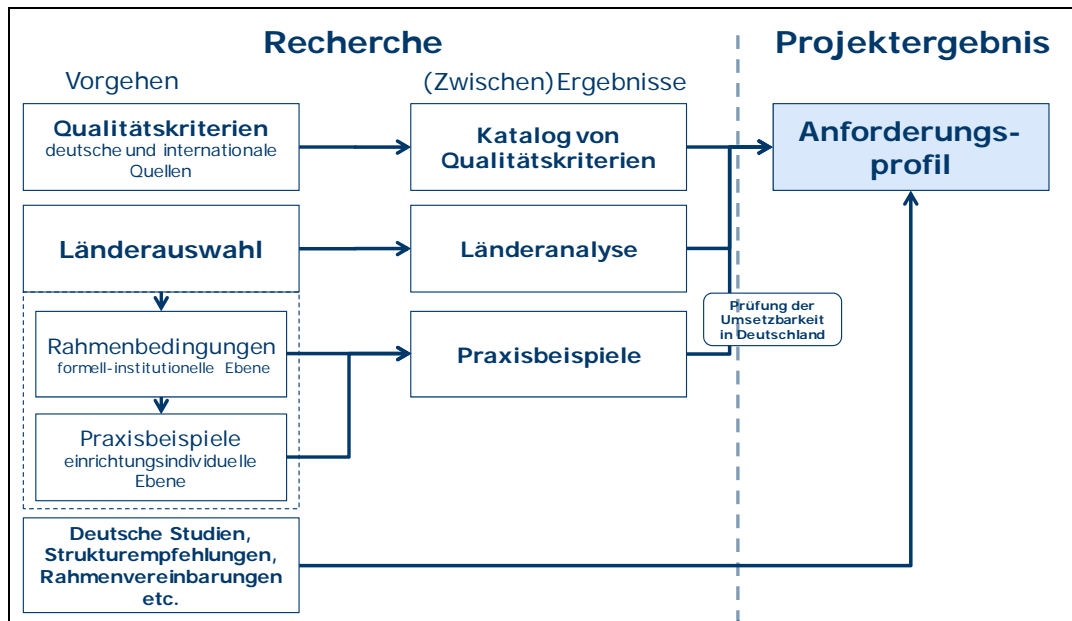 Recherche
Projektergebnis
Vorgehen
(Zwischen)Ergebnisse
Qualitätskriterien
deutsche und internationale
Quellen
Katalog von
Qualitätskriterien
Anforderungs-
profil
Länderauswahl
Länderanalyse
Prüfung der
Umsetzbarkeit
in Deutschland
Rahmenbedingungen
formell-institutionelle Ebene
Praxisbeispiele
Praxisbeispiele
einrichtungsindividuelle
Ebene
Deutsche Studien,
Strukturempfehlungen,
Rahmenvereinbarungen
etc.